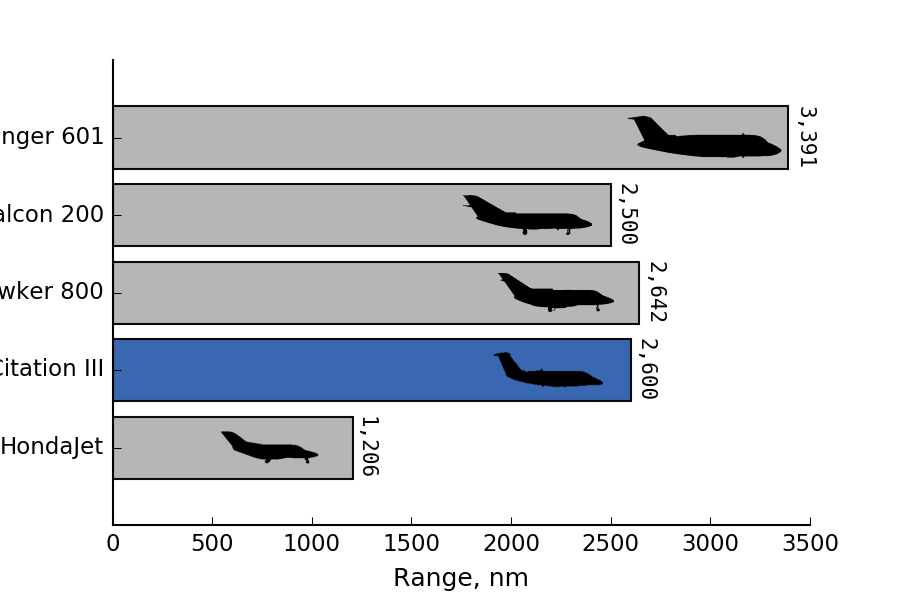 nger 601
3,391
alcon 200
2,500
wker 800
2,642
Citation III
2,600
HondaJet
1,206
0 500 1000 1500 2000 2500 3000 3500
Range, nm